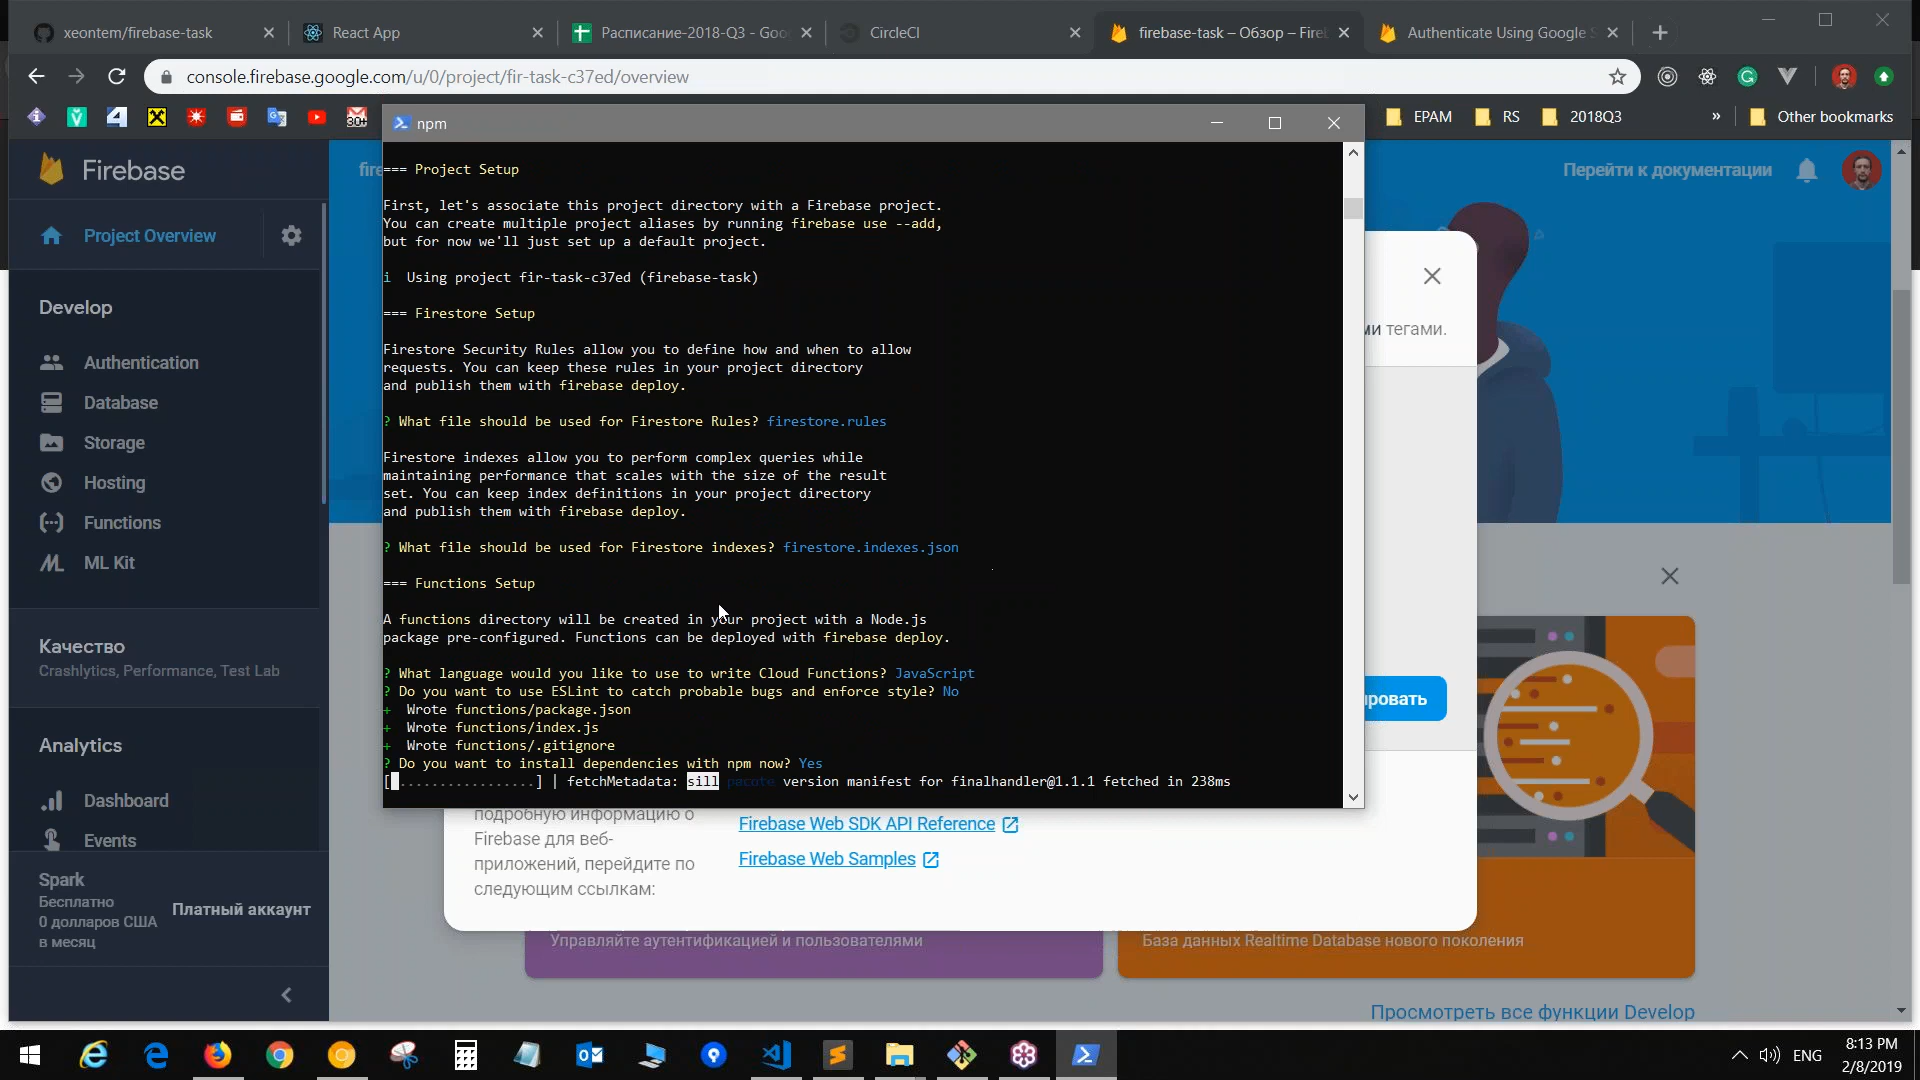 xeontem/firebase-task
React App
Расписание-2018-Q3 - Goo
CircleCI
firebase-task – Обзор – Fire
Authenticate Using Google S
console.firebase.google.com/u/0/project/fir-task-c37ed/overview
30+
EPAM
RS
2018Q3
»
Other bookmarks
npm
Firebase
fire
Перейти к документации
Project Overview
Develop
Authentication
Database
Storage
Hosting
Functions
ML Kit
Качество
Crashlytics, Performance, Test Lab
Analytics
Dashboard
Events
Spark
Бесплатно
0 долларов США
в месяц
Платный аккаунт
=== Project Setup
First, let's associate this project directory with a Firebase project.
You can create multiple project aliases by running firebase use --add,
but for now we'll just set up a default project.
i  Using project fir-task-c37ed (firebase-task)
=== Firestore Setup
Firestore Security Rules allow you to define how and when to allow
requests. You can keep these rules in your project directory
and publish them with firebase deploy.
? What file should be used for Firestore Rules? firestore.rules
Firestore indexes allow you to perform complex queries while
maintaining performance that scales with the size of the result
set. You can keep index definitions in your project directory
and publish them with firebase deploy.
? What file should be used for Firestore indexes? firestore.indexes.json
=== Functions Setup
A functions directory will be created in your project with a Node.js
package pre-configured. Functions can be deployed with firebase deploy.
? What language would you like to use to write Cloud Functions? JavaScript
? Do you want to use ESLint to catch probable bugs and enforce style? No
+  Wrote functions/package.json
+  Wrote functions/index.js
+  Wrote functions/.gitignore
? Do you want to install dependencies with npm now? Yes
[ .................] | fetchMetadata: sill pacote version manifest for finalhandler@1.1.1 fetched in 238ms
ми тегами.
ровать
подробную информацию о
Firebase для веб-
приложений, перейдите по
следующим ссылкам:
Firebase Web SDK API Reference
Firebase Web Samples
Управляйте аутентификацией и пользователями
База данных Realtime Database нового поколения
Просмотреть все функции Develop
ENG
8:13 PM
2/8/2019